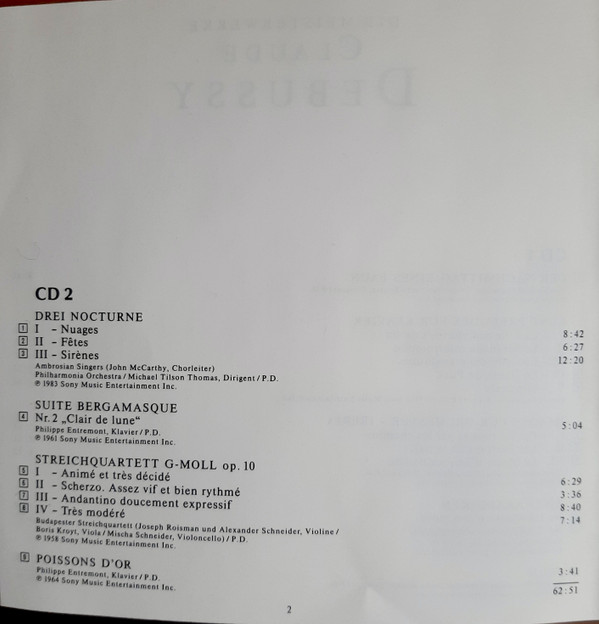 CLAUDE
DEBUSSY
CD 2
DREI NOCTURNE
1 I – Nuages 8:42
2 II – Fêtes 6:27
3 III – Sirènes 12:20
Ambrosian Singers (John McCarthy, Chorleiter)
Philharmonia Orchestra / Michael Tilson Thomas, Dirigent / P.D.
℗ 1983 Sony Music Entertainment Inc.
SUITE BERGAMASQUE
4 Nr. 2 „Clair de lune“ 5:04
Philippe Entremont, Klavier / P.D.
℗ 1961 Sony Music Entertainment Inc.
STREICHQUARTETT G-MOLL op. 10
5 I – Animé et très décidé 6:29
6 II – Scherzo. Assez vif et bien rythmé 3:36
7 III – Andantino doucement expressif 8:40
8 IV – Très modéré 7:14
Budapester Streichquartett (Joseph Roisman und Alexander Schneider, Violine /
Boris Kroyt, Viola / Mischa Schneider, Violoncello) / P.D.
℗ 1958 Sony Music Entertainment Inc.
9 POISSONS D'OR 3:41
Philippe Entremont, Klavier / P.D.
℗ 1964 Sony Music Entertainment Inc.
62:51
2